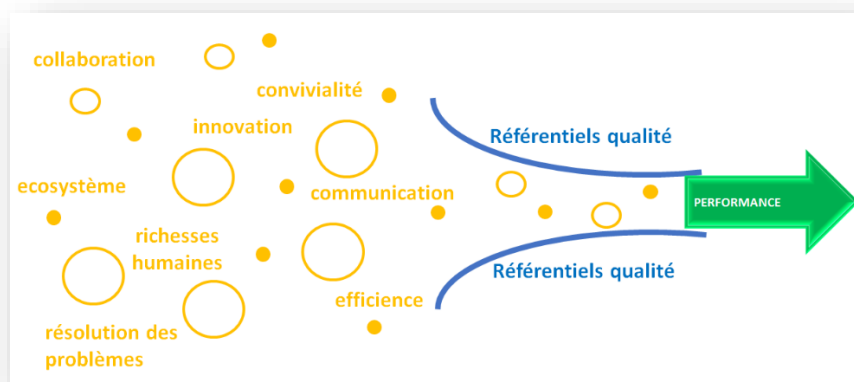 collaboration
convivialité
innovation
Référentiels qualité
ecosystème
communication
PERFORMANCE
richesses
humaines
Référentiels qualité
efficience
résolution des
problèmes